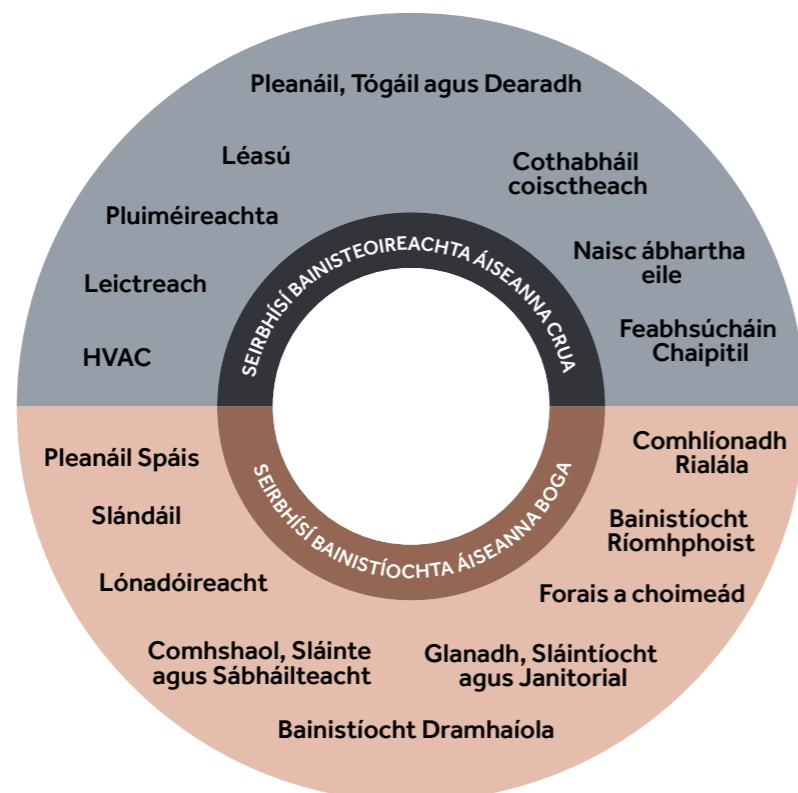 Pleanáil, Tógáil agus Dearadh
Léasú
Cothabháil
coisctheach
Pluiméireachta
Naisc ábhartha
eile
Leictreach
Feabhsúcháin
Chaipitil
HVAC
SEIRBHÍSÍ BAINISTEOIREACHTA ÁISEANNA CRUA
SEIRBHÍSÍ BAINISTÍOCHTA ÁISEANNA BOGA
Pleanáil Spáis
Comhlíonadh
Rialála
Slándáil
Bainistíocht
Ríomhphoist
Lónadóireacht
Forais a choimeád
Comhshaol, Sláinte
agus Sábháilteacht
Glanadh, Sláintíocht
agus Janitorial
Bainistíocht Dramhaíola